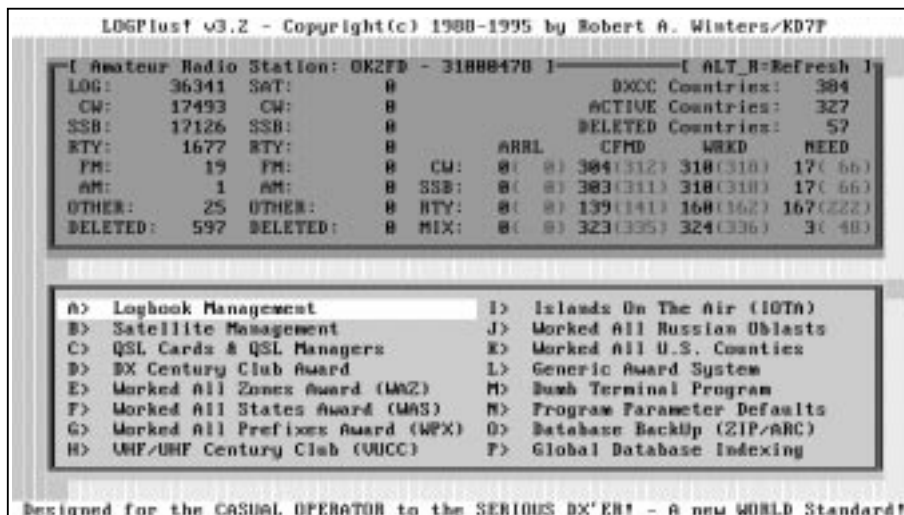 LOGPlus! v3.2 - Copyright(c) 1988-1995 by Robert A. Winters/KD7P
[ Amateur Radio Station: OK2FD - 31080478 ] [ ALT_R=Refresh ]
LOG: 36341 SAT: 0 DXCC Countries: 384
CW: 17493 CW: 0 ACTIVE Countries: 327
SSB: 17126 SSB: 0 DELETED Countries: 57
RTY: 1677 RTY: 0 ARRL CFMD WRKD NEED
FM: 19 FM: 0 CW: 0( 0) 304(312) 310(318) 17( 66)
AM: 1 AM: 0 SSB: 0( 0) 303(311) 310(318) 17( 66)
OTHER: 25 OTHER: 0 RTY: 0( 0) 139(141) 160(162) 167(222)
DELETED: 597 DELETED: 0 MIX: 0( 0) 323(335) 324(336) 3( 48)
A> Logbook Management I> Islands On The Air (IOTA)
B> Satellite Management J> Worked All Russian Oblasts
C> QSL Cards & QSL Managers K> Worked All U.S. Counties
D> DX Century Club Award L> Generic Award System
E> Worked All Zones Award (WAZ) M> Dumb Terminal Program
F> Worked All States Award (WAS) N> Program Parameter Defaults
G> Worked All Prefixes Award (WPX) O> Database BackUp (ZIP/ARC)
H> VHF/UHF Century Club (VUCC) P> Global Database Indexing
Designed for the CASUAL OPERATOR to the SERIOUS DX'ER! - A new WORLD Standard!